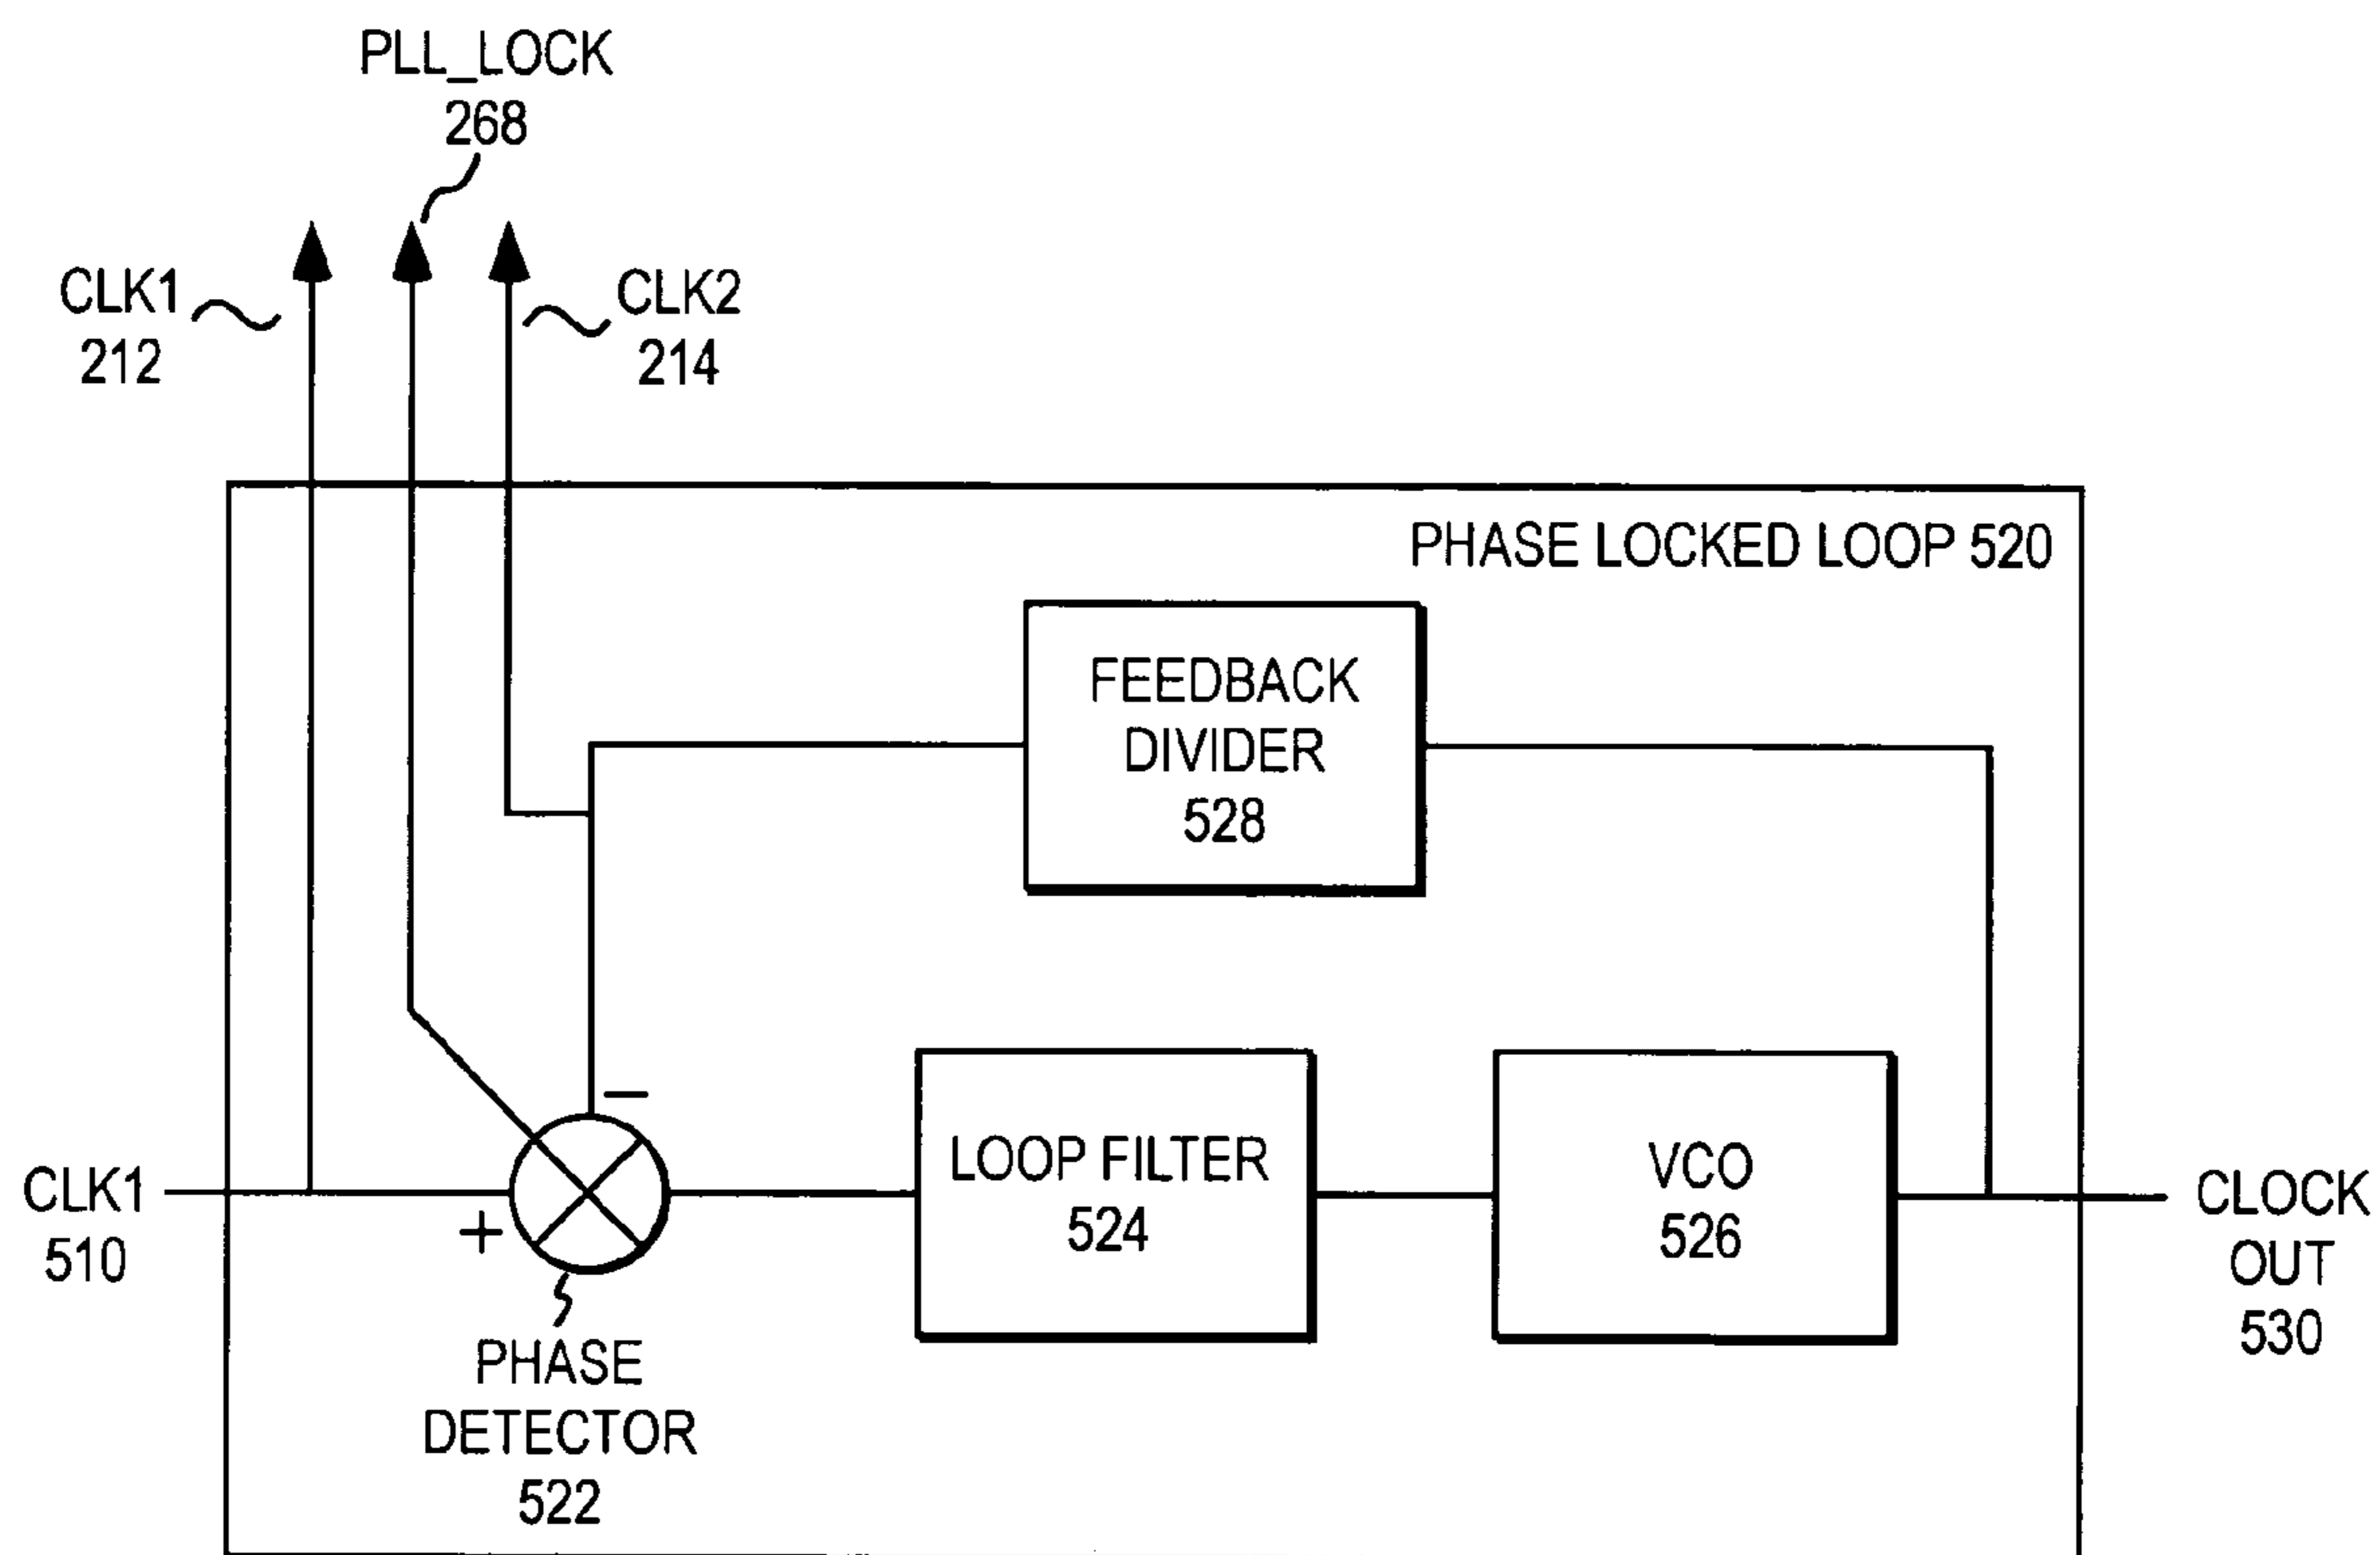 PLL_LOCK
268
CLK1
212
CLK2
214
PHASE LOCKED LOOP 520
FEEDBACK
DIVIDER
528
CLK1
510
+
−
PHASE
DETECTOR
522
LOOP FILTER
524
VCO
526
CLOCK
OUT
530